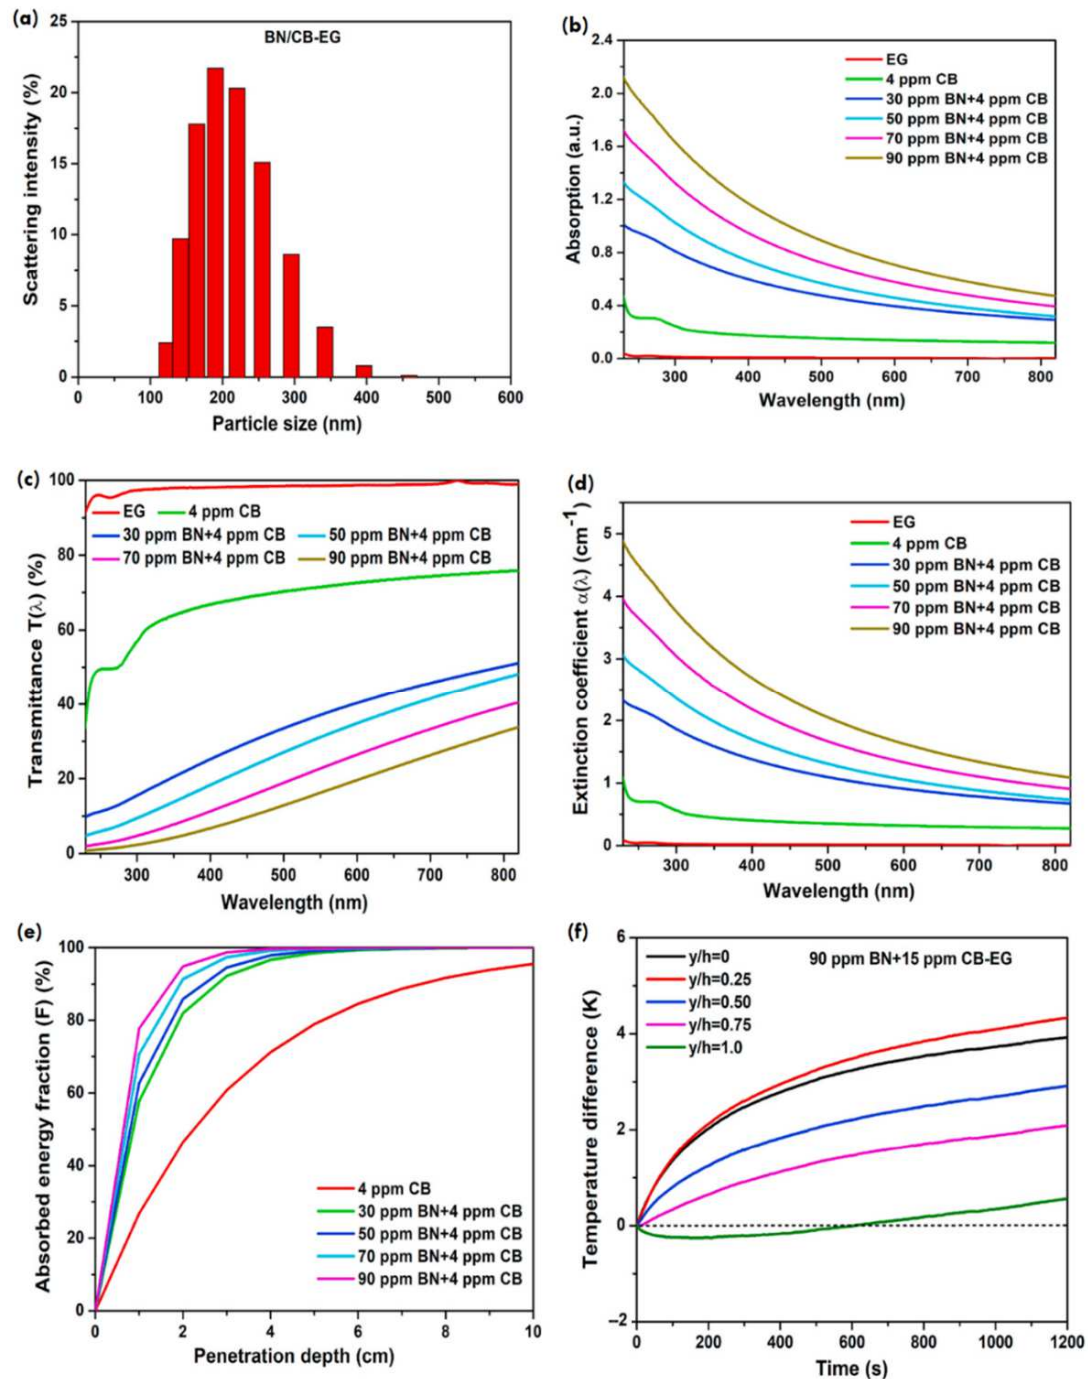 (a)
BN/CB-EG
25
20
15
10
5
0
0 100 200 300 400 500 600
Scattering intensity (%)
Particle size (nm)
(b)
EG
4 ppm CB
30 ppm BN+4 ppm CB
50 ppm BN+4 ppm CB
70 ppm BN+4 ppm CB
90 ppm BN+4 ppm CB
2.4
2.0
1.6
1.2
0.8
0.4
0.0
300 400 500 600 700 800
Absorption (a.u.)
Wavelength (nm)
(c)
EG 4 ppm CB
30 ppm BN+4 ppm CB 50 ppm BN+4 ppm CB
70 ppm BN+4 ppm CB 90 ppm BN+4 ppm CB
100
80
60
40
20
0
300 400 500 600 700 800
Transmittance T(λ) (%)
Wavelength (nm)
(d)
EG
4 ppm CB
30 ppm BN+4 ppm CB
50 ppm BN+4 ppm CB
70 ppm BN+4 ppm CB
90 ppm BN+4 ppm CB
5
4
3
2
1
0
300 400 500 600 700 800
Extinction coefficient α(λ) (cm⁻¹)
Wavelength (nm)
(e)
100
80
60
40
20
0
4 ppm CB
30 ppm BN+4 ppm CB
50 ppm BN+4 ppm CB
70 ppm BN+4 ppm CB
90 ppm BN+4 ppm CB
0 2 4 6 8 10
Absorbed energy fraction (F) (%)
Penetration depth (cm)
(f)
90 ppm BN+15 ppm CB-EG
y/h=0
y/h=0.25
y/h=0.50
y/h=0.75
y/h=1.0
6
4
2
0
−2
0 200 400 600 800 1000 1200
Temperature difference (K)
Time (s)